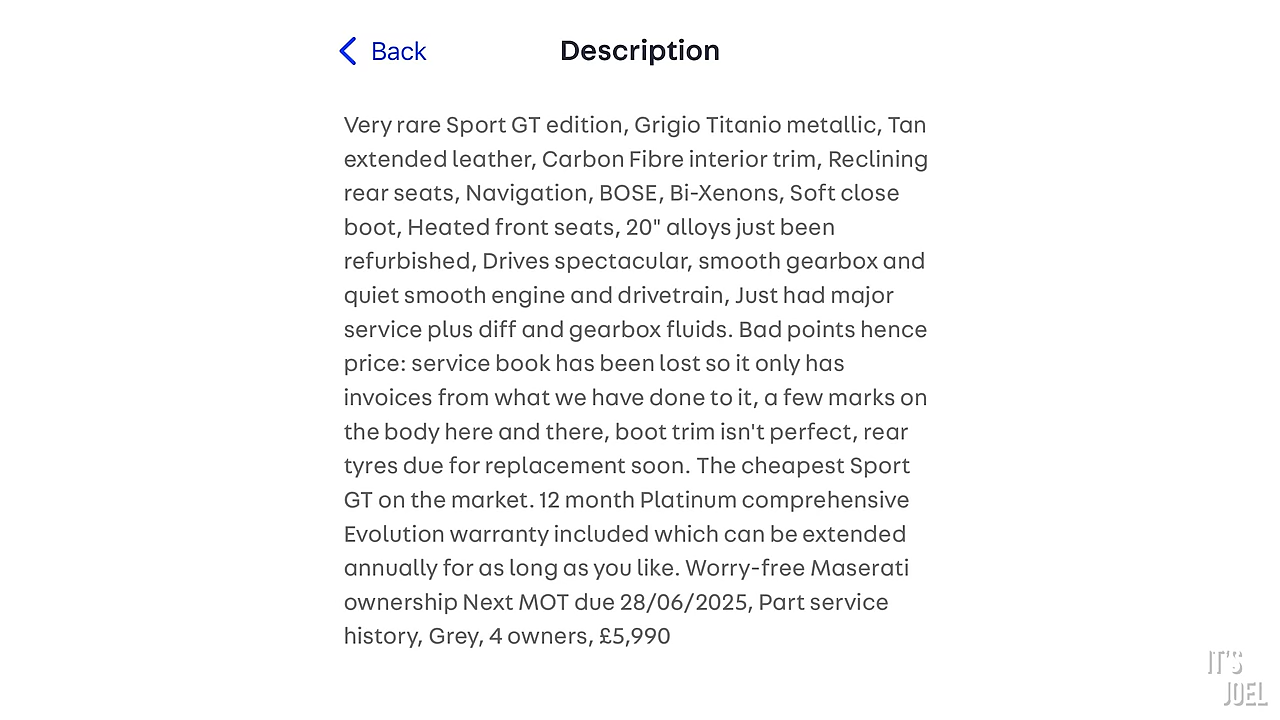 Back
Description
Very rare Sport GT edition, Grigio Titanio metallic, Tan
extended leather, Carbon Fibre interior trim, Reclining
rear seats, Navigation, BOSE, Bi-Xenons, Soft close
boot, Heated front seats, 20" alloys just been
refurbished, Drives spectacular, smooth gearbox and
quiet smooth engine and drivetrain, Just had major
service plus diff and gearbox fluids. Bad points hence
price: service book has been lost so it only has
invoices from what we have done to it, a few marks on
the body here and there, boot trim isn't perfect, rear
tyres due for replacement soon. The cheapest Sport
GT on the market. 12 month Platinum comprehensive
Evolution warranty included which can be extended
annually for as long as you like. Worry-free Maserati
ownership Next MOT due 28/06/2025, Part service
history, Grey, 4 owners, £5,990
IT'S
JOEL